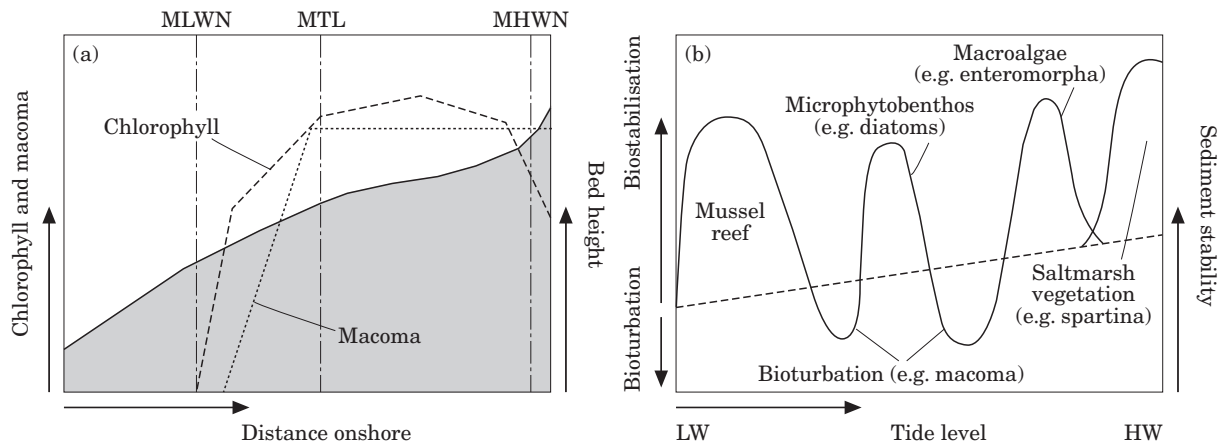 MLWN
MTL
MHWN
(a)
Chlorophyll
Macoma
Chlorophyll and macoma
Bed height
Distance onshore
(b)
Biostabilisation
Bioturbation
Mussel
reef
Microphytobenthos
(e.g. diatoms)
Macroalgae
(e.g. enteromorpha)
Saltmarsh
vegetation
(e.g. spartina)
Bioturbation (e.g. macoma)
Sediment stability
LW
Tide level
HW